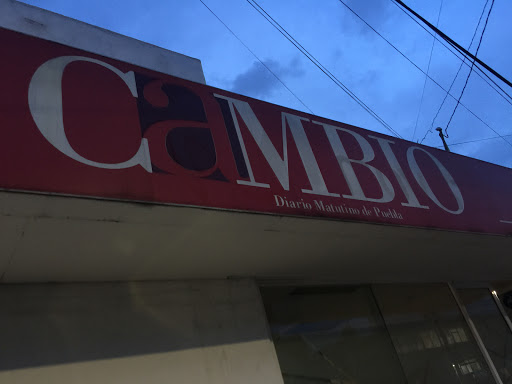 CaMBIO
Diario Matutino de Puebla